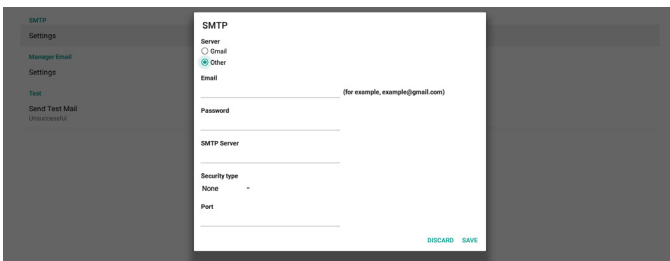 SMTP
Settings
Manager Email
Settings
Test
Send Test Mail
Unsuccessful
SMTP
Server
Gmail
Other
Email
(for example, example@gmail.com)
Password
SMTP Server
Security type
None
Port
DISCARD SAVE